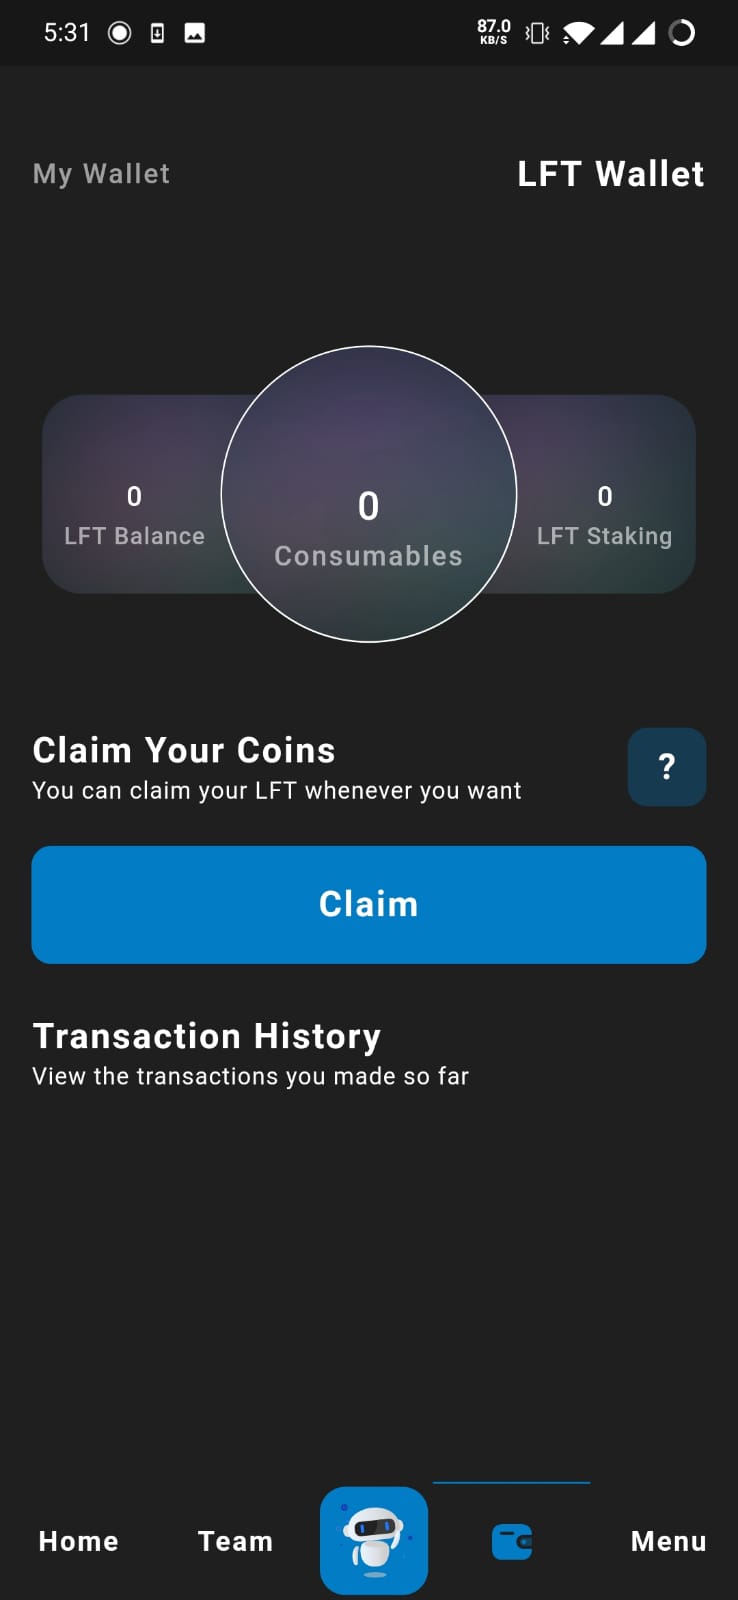 5:31
87.0
KB/S
My Wallet
LFT Wallet
0
LFT Balance
0
Consumables
0
LFT Staking
Claim Your Coins
You can claim your LFT whenever you want
?
Claim
Transaction History
View the transactions you made so far
Home
Team
Menu